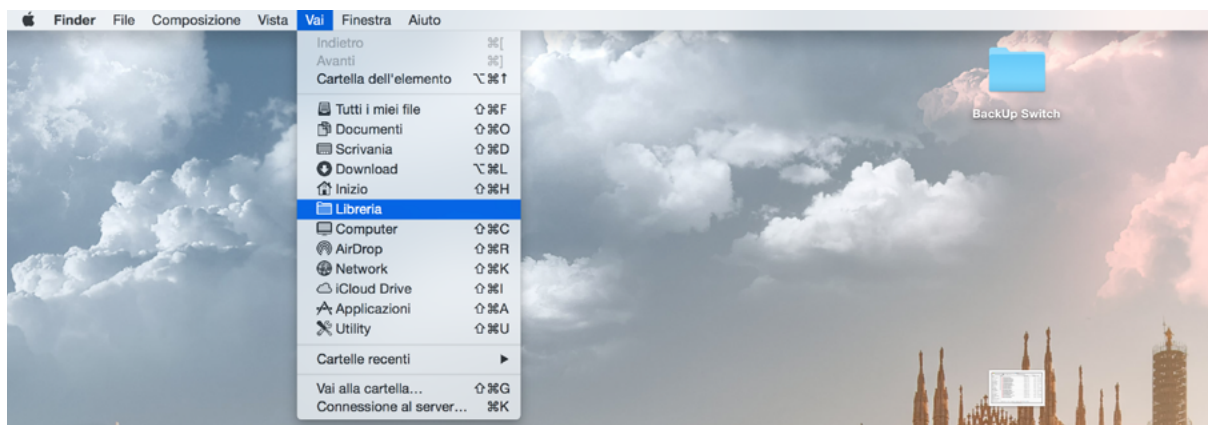 Finder File Composizione Vista Vai Finestra Aiuto
Indietro ⌘[
Avanti ⌘]
Cartella dell'elemento ⌥⌘↑
Tutti i miei file ⇧⌘F
Documenti ⇧⌘O
Scrivania ⇧⌘D
Download ⌥⌘L
Inizio ⇧⌘H
Libreria
Computer ⇧⌘C
AirDrop ⇧⌘R
Network ⇧⌘K
iCloud Drive ⇧⌘I
Applicazioni ⇧⌘A
Utility ⇧⌘U
Cartelle recenti ▶
Vai alla cartella... ⇧⌘G
Connessione al server... ⌘K
BackUp Switch